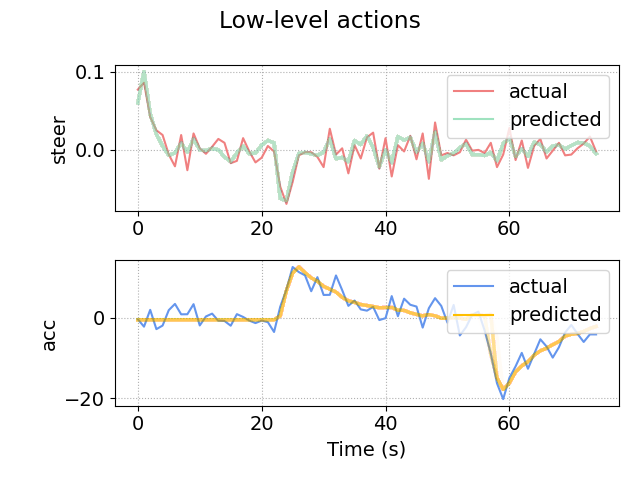 Low-level actions
0.1
0.0
steer
actual
predicted
0 20 40 60
0
−20
acc
actual
predicted
0 20 40 60
Time (s)